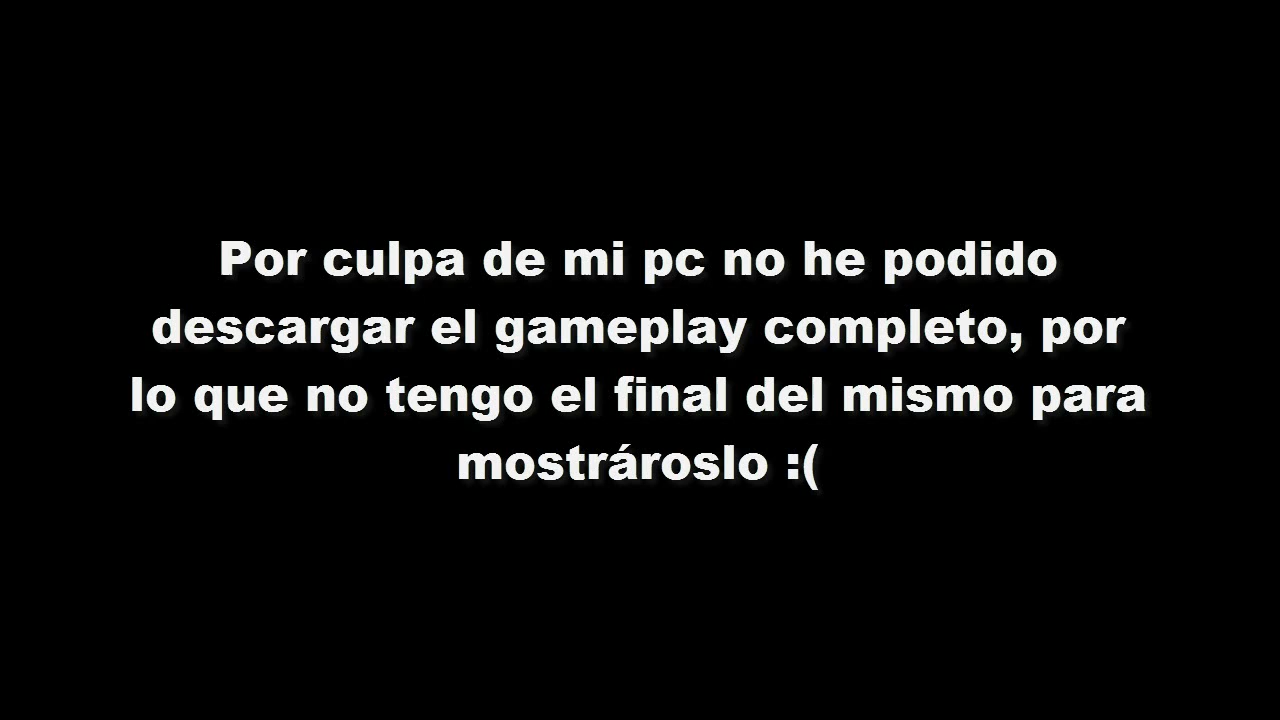 Por culpa de mi pc no he podido
descargar el gameplay completo, por
lo que no tengo el final del mismo para
mostrároslo :(